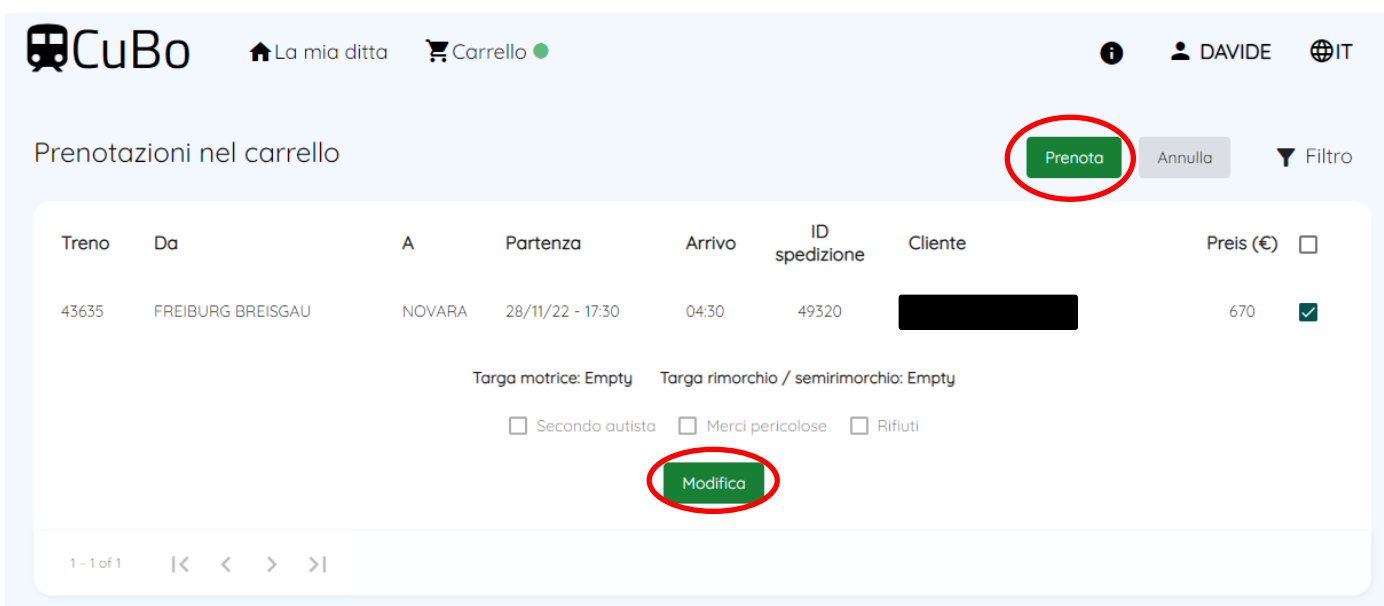 CuBo La mia ditta Carrello DAVIDE IT
Prenotazioni nel carrello Prenota Annulla Filtro
Treno Da A Partenza Arrivo ID spedizione Cliente Preis (€)
43635 FREIBURG BREISGAU NOVARA 28/11/22 - 17:30 04:30 49320 670
Targa motrice: Empty Targa rimorchio / semirimorchio: Empty
Secondo autista Merci pericolose Rifiuti
Modifica
1 - 1 of 1